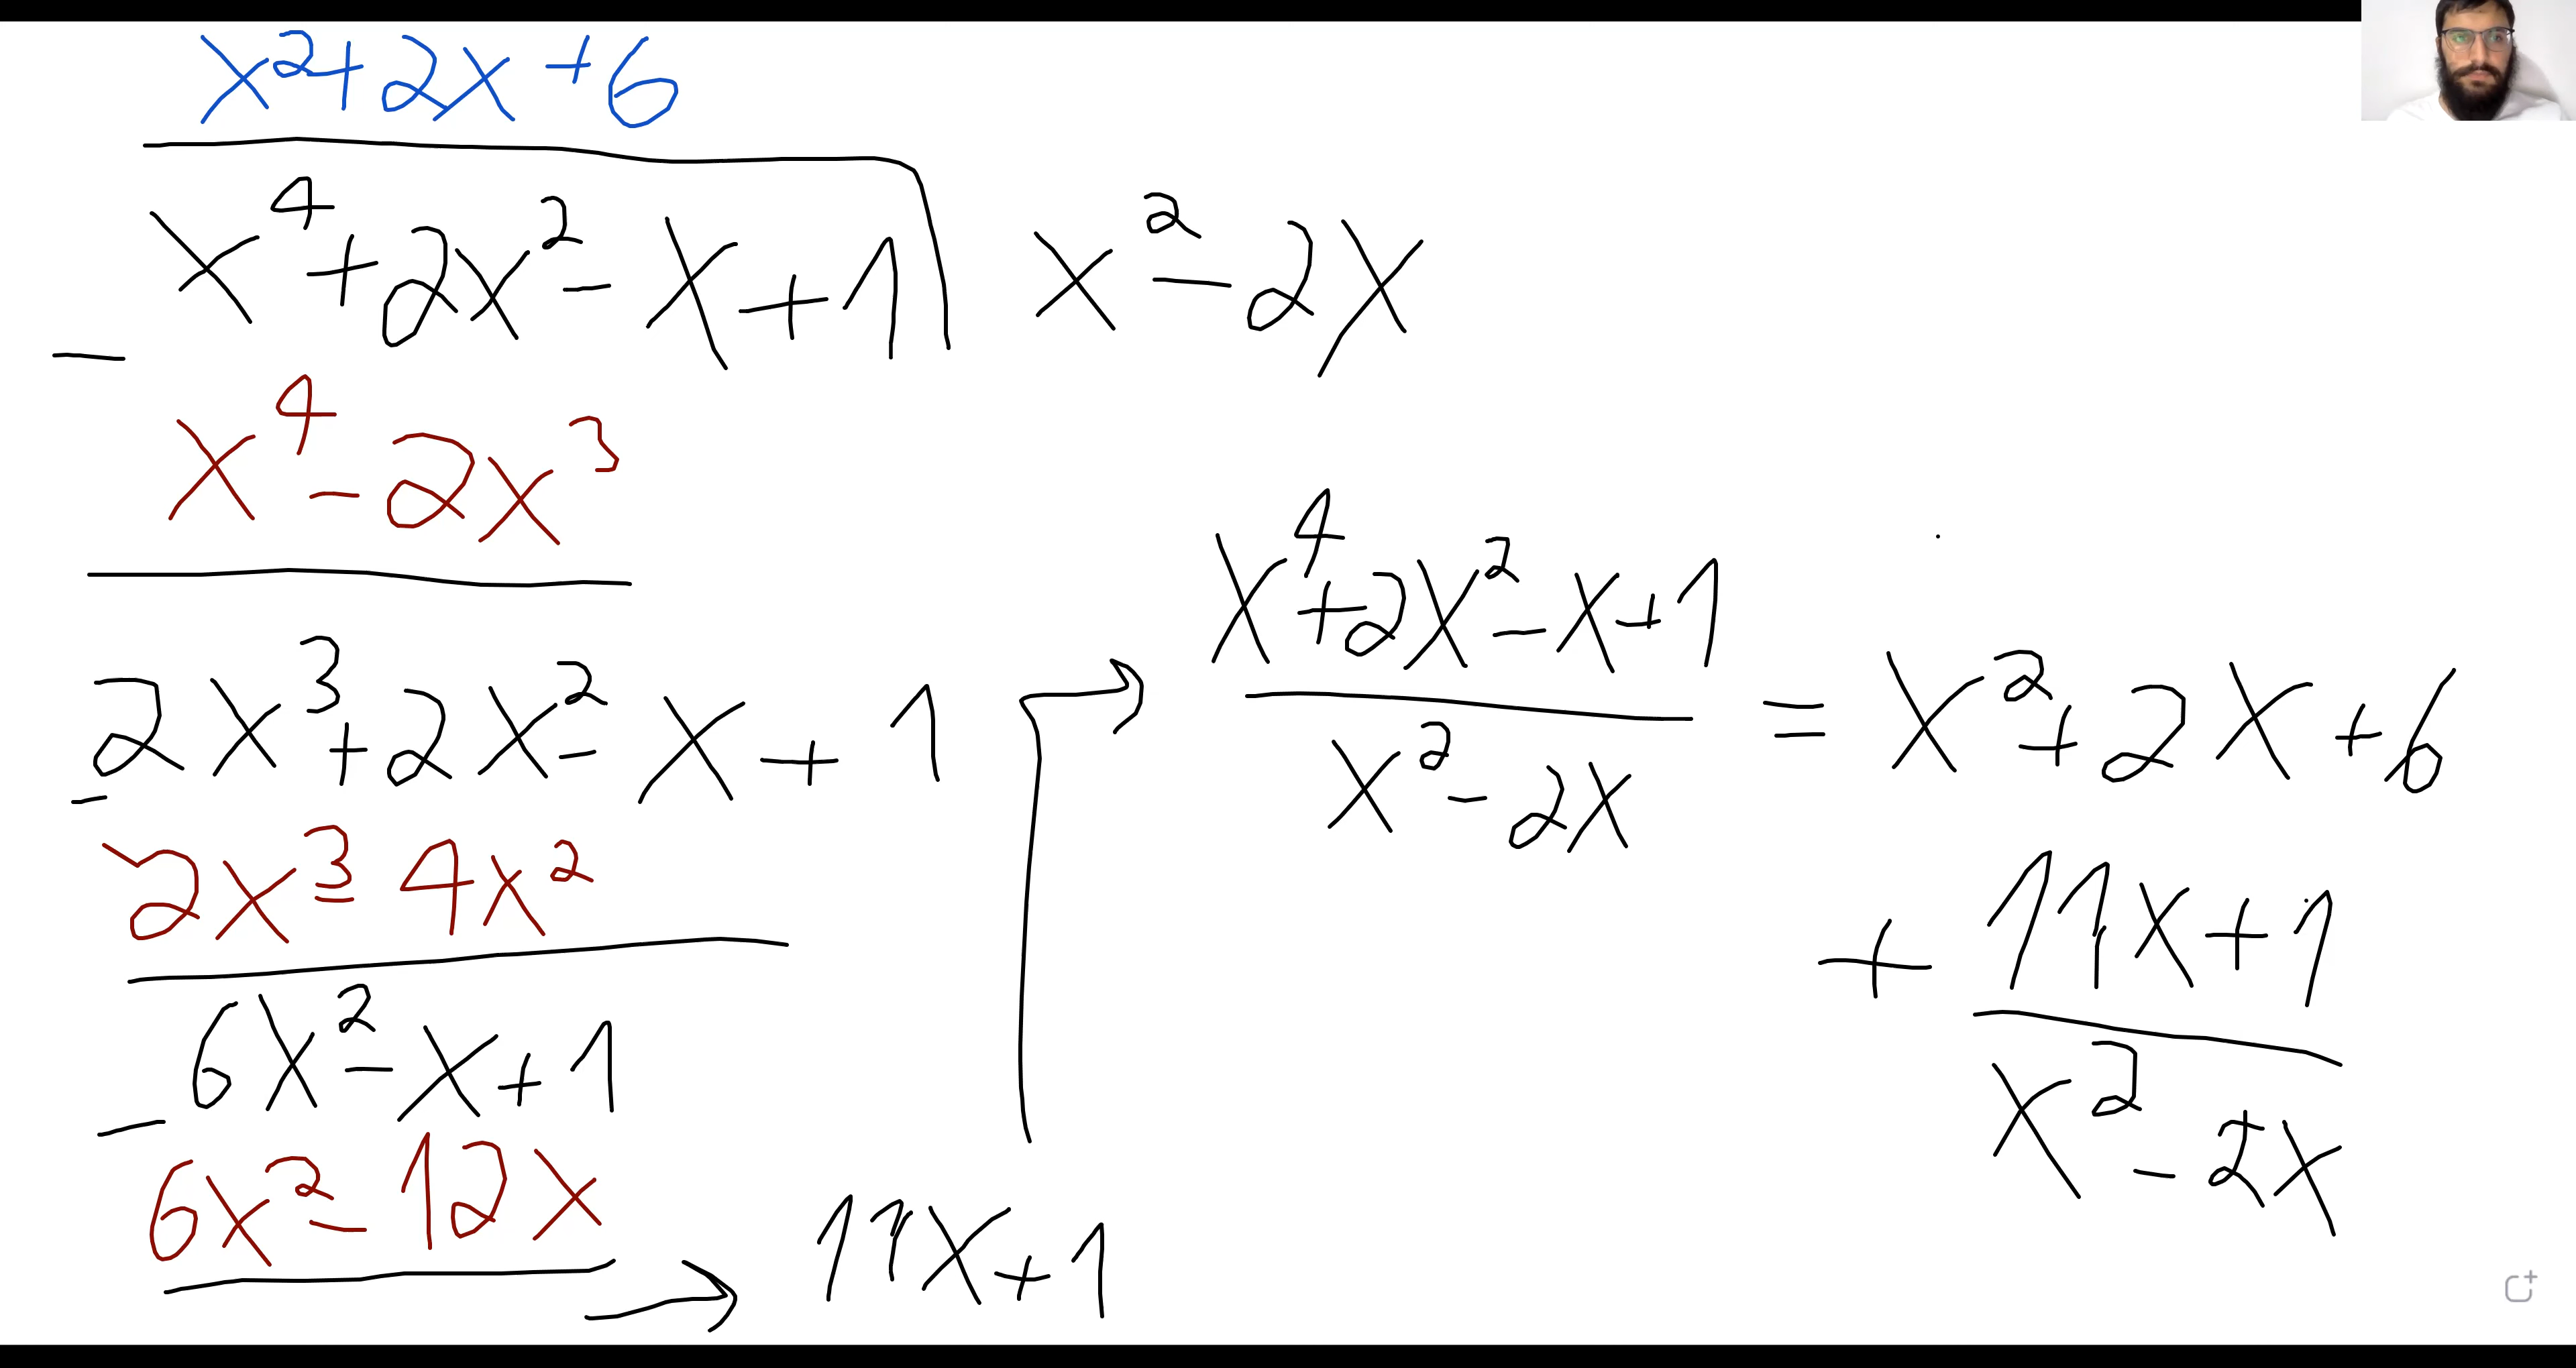 x²+2x+6
x⁴+2x²-x+1 x²-2x
- x⁴-2x³
2x³+2x²-x+1
- 2x³-4x²
6x²-x+1
- 6x²-12x
→ 11x+1
→ x⁴+2x²-x+1
x²-2x
= x²+2x+6
+ 11x+1
x²-2x